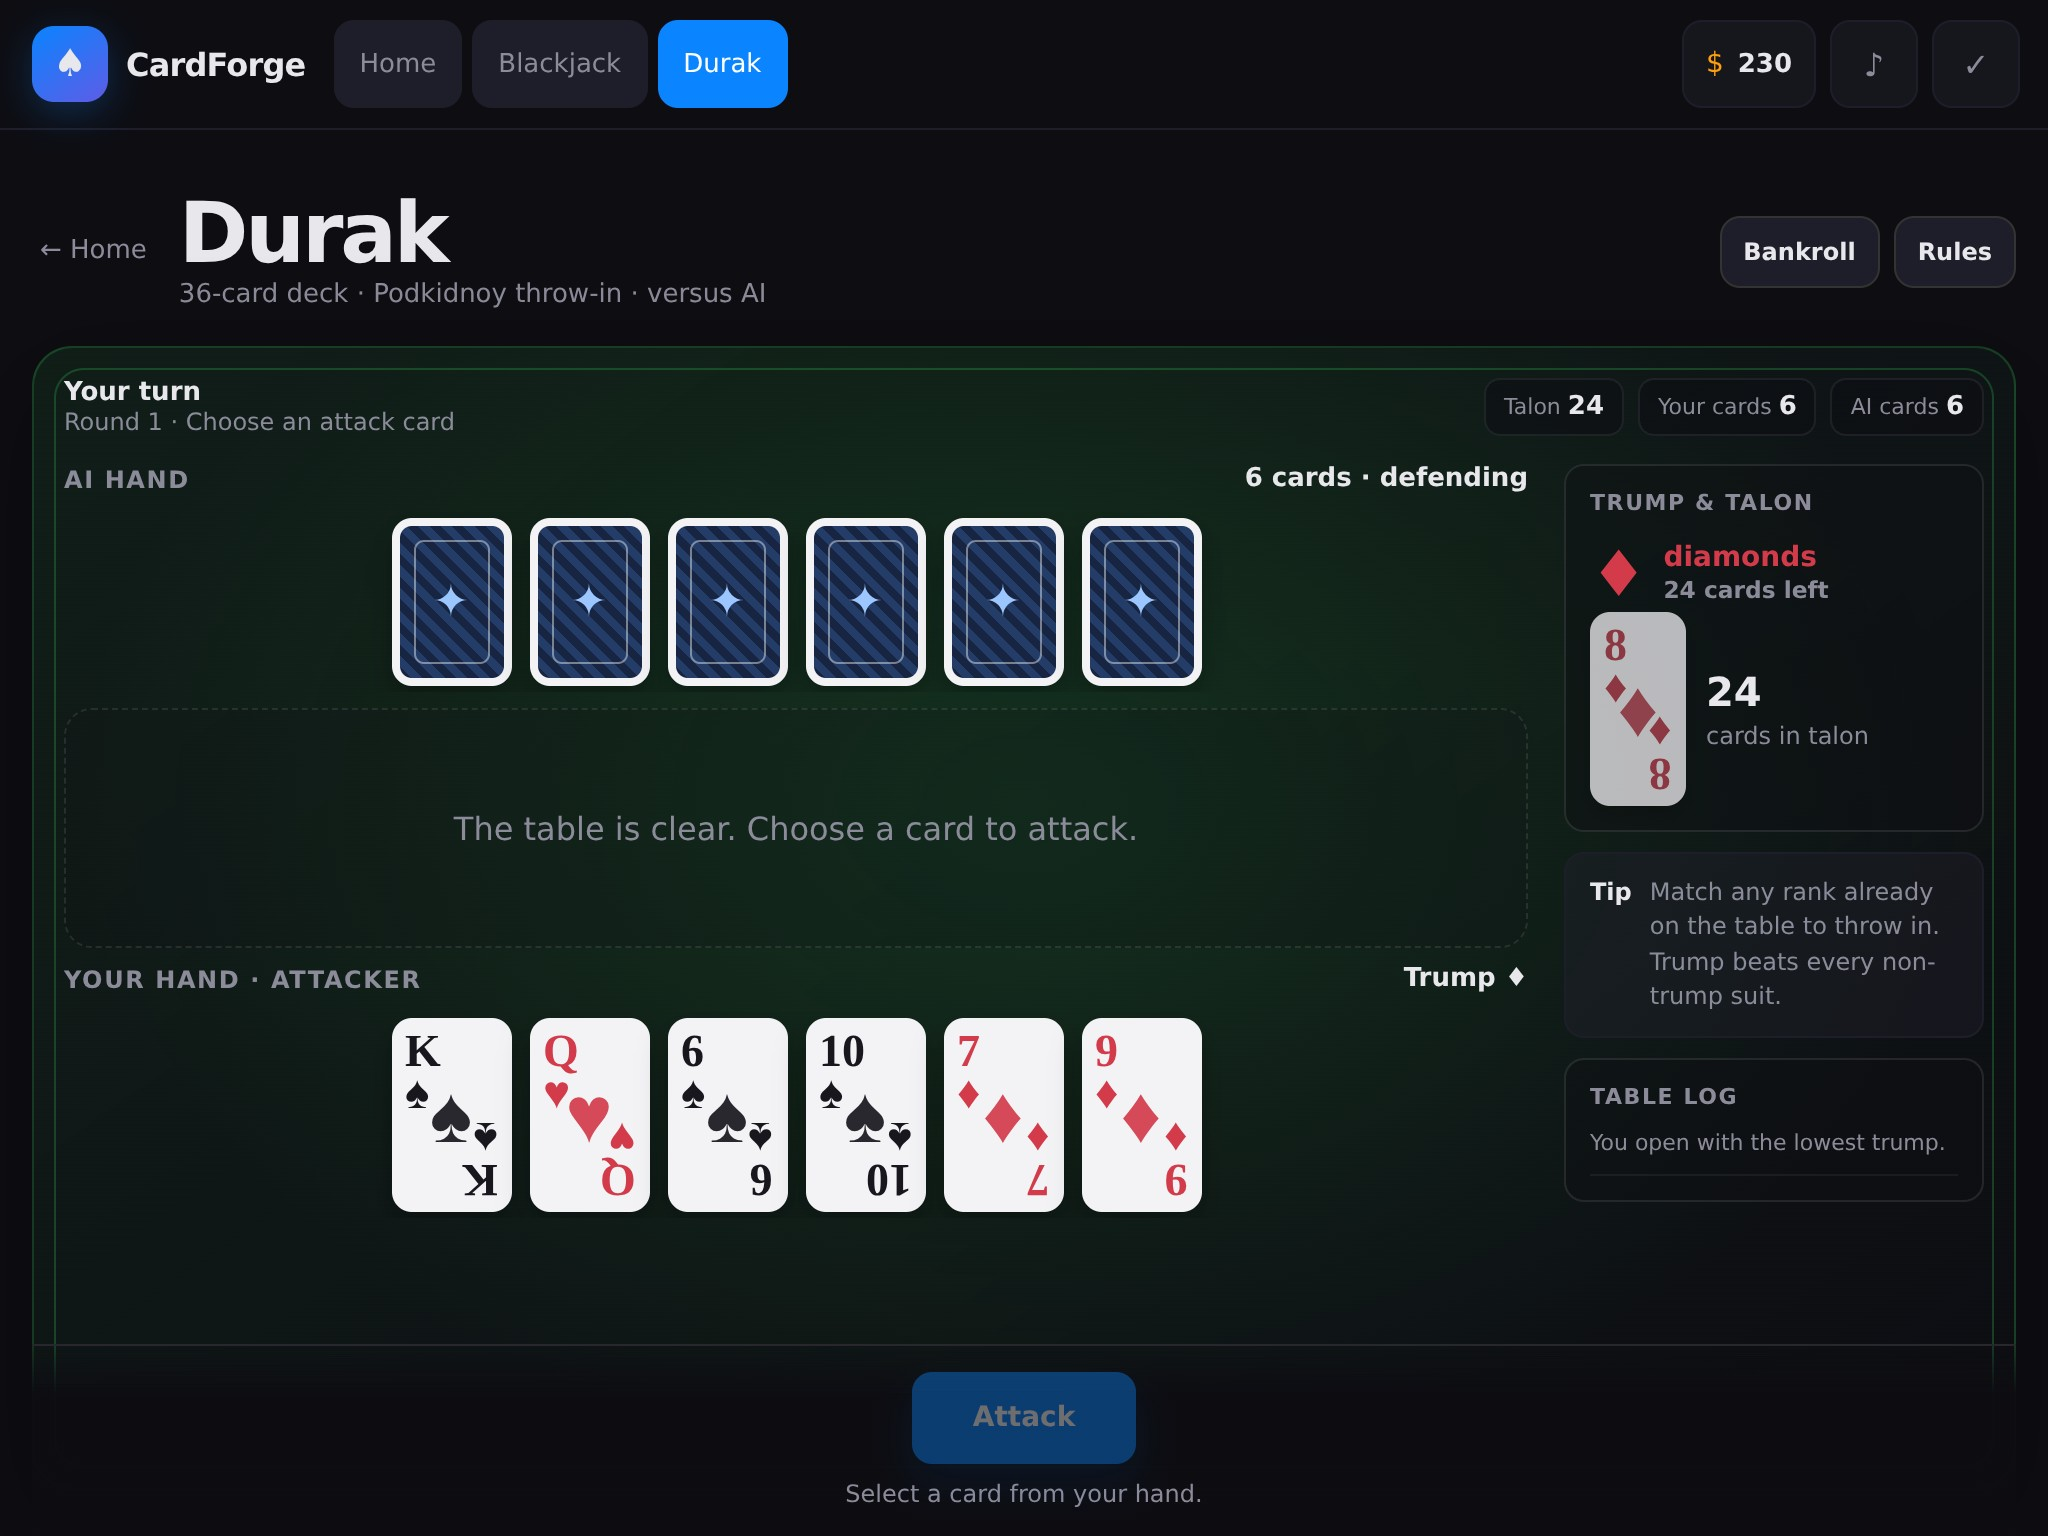 ♠ CardForge Home Blackjack Durak $ 230 ♪ ✓
← Home Durak
36-card deck · Podkidnoy throw-in · versus AI
Bankroll Rules
Your turn
Round 1 · Choose an attack card
Talon 24 Your cards 6 AI cards 6
AI HAND 6 cards · defending
The table is clear. Choose a card to attack.
YOUR HAND · ATTACKER Trump ♦
K♠ Q♥ 6♠ 10♠ 7♦ 9♦
K♠ Q♥ 6♠ 10♠ 7♦ 9♦
TRUMP & TALON
♦ diamonds
24 cards left
8♦
8♦
24
cards in talon
Tip Match any rank already
on the table to throw in.
Trump beats every non-
trump suit.
TABLE LOG
You open with the lowest trump.
Attack
Select a card from your hand.